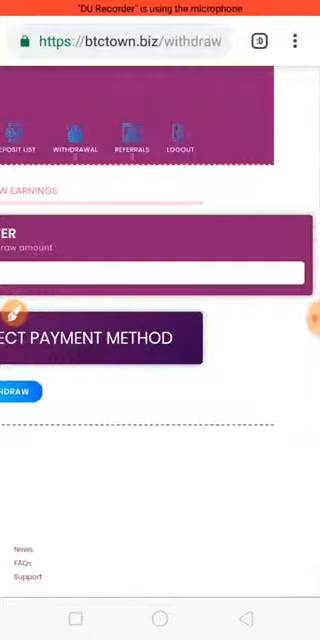 "DU Recorder" is using the microphone
https://btctown.biz/withdraw
:D
EPOSIT LIST
WITHDRAWAL
REFERRALS
LOGOUT
W EARNINGS
ER
raw amount
ECT PAYMENT METHOD
HDRAW
News
FAQs
Support